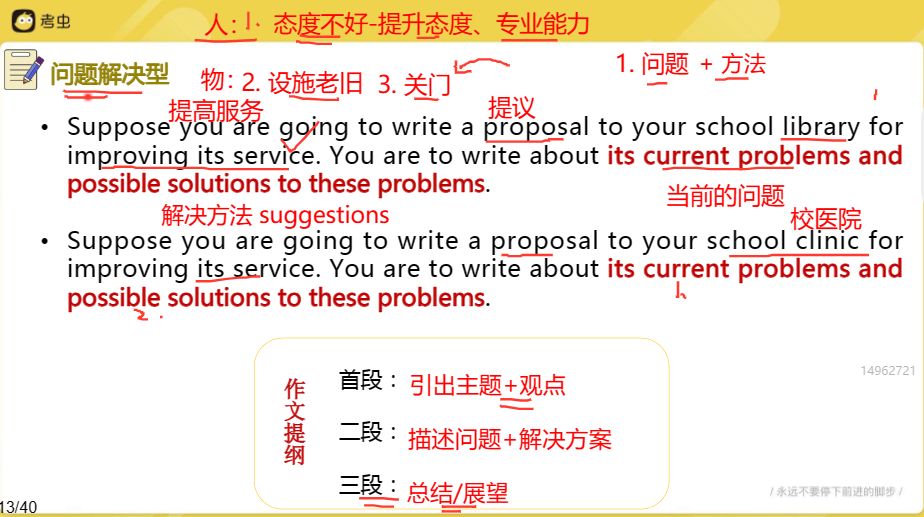 考虫
人：1. 态度不好-提升态度、专业能力
问题解决型
物：2. 设施老旧 3. 关门
1. 问题 + 方法
提高服务
提议
• Suppose you are going to write a proposal to your school library for
improving its service. You are to write about its current problems and
possible solutions to these problems.
当前的问题
解决方法 suggestions
校医院
• Suppose you are going to write a proposal to your school clinic for
improving its service. You are to write about its current problems and
possible solutions to these problems.
1.
2.
作文提纲
首段： 引出主题+观点
二段： 描述问题+解决方案
三段： 总结/展望
14962721
/ 永远不要停下前进的脚步 /
13/40